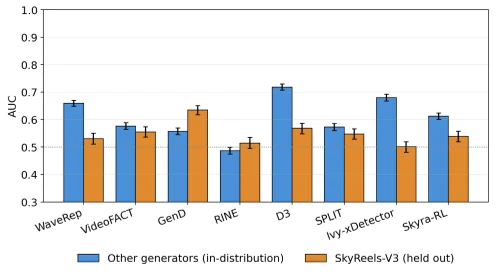 1.0
0.9
0.8
0.7
0.6
0.5
0.4
0.3
AUC
WaveRep
VideoFACT
GenD
RINE
D3
SPLIT
Ivy-xDetector
Skyra-RL
Other generators (in-distribution)
SkyReels-V3 (held out)